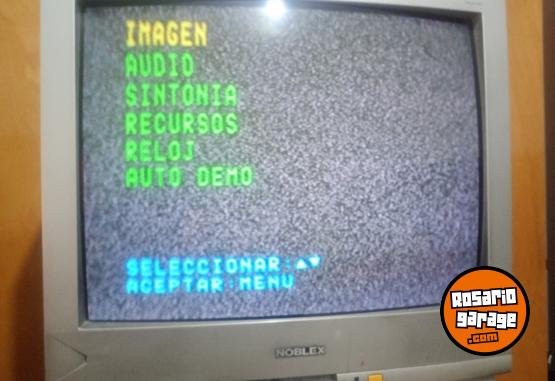 IMAGEN
AUDIO
SINTONIA
RECURSOS
RELOJ
AUTO DEMO
SELECCIONAR:▲▼
ACEPTAR:MENU
NOBLEX
Rosario
garage
.com